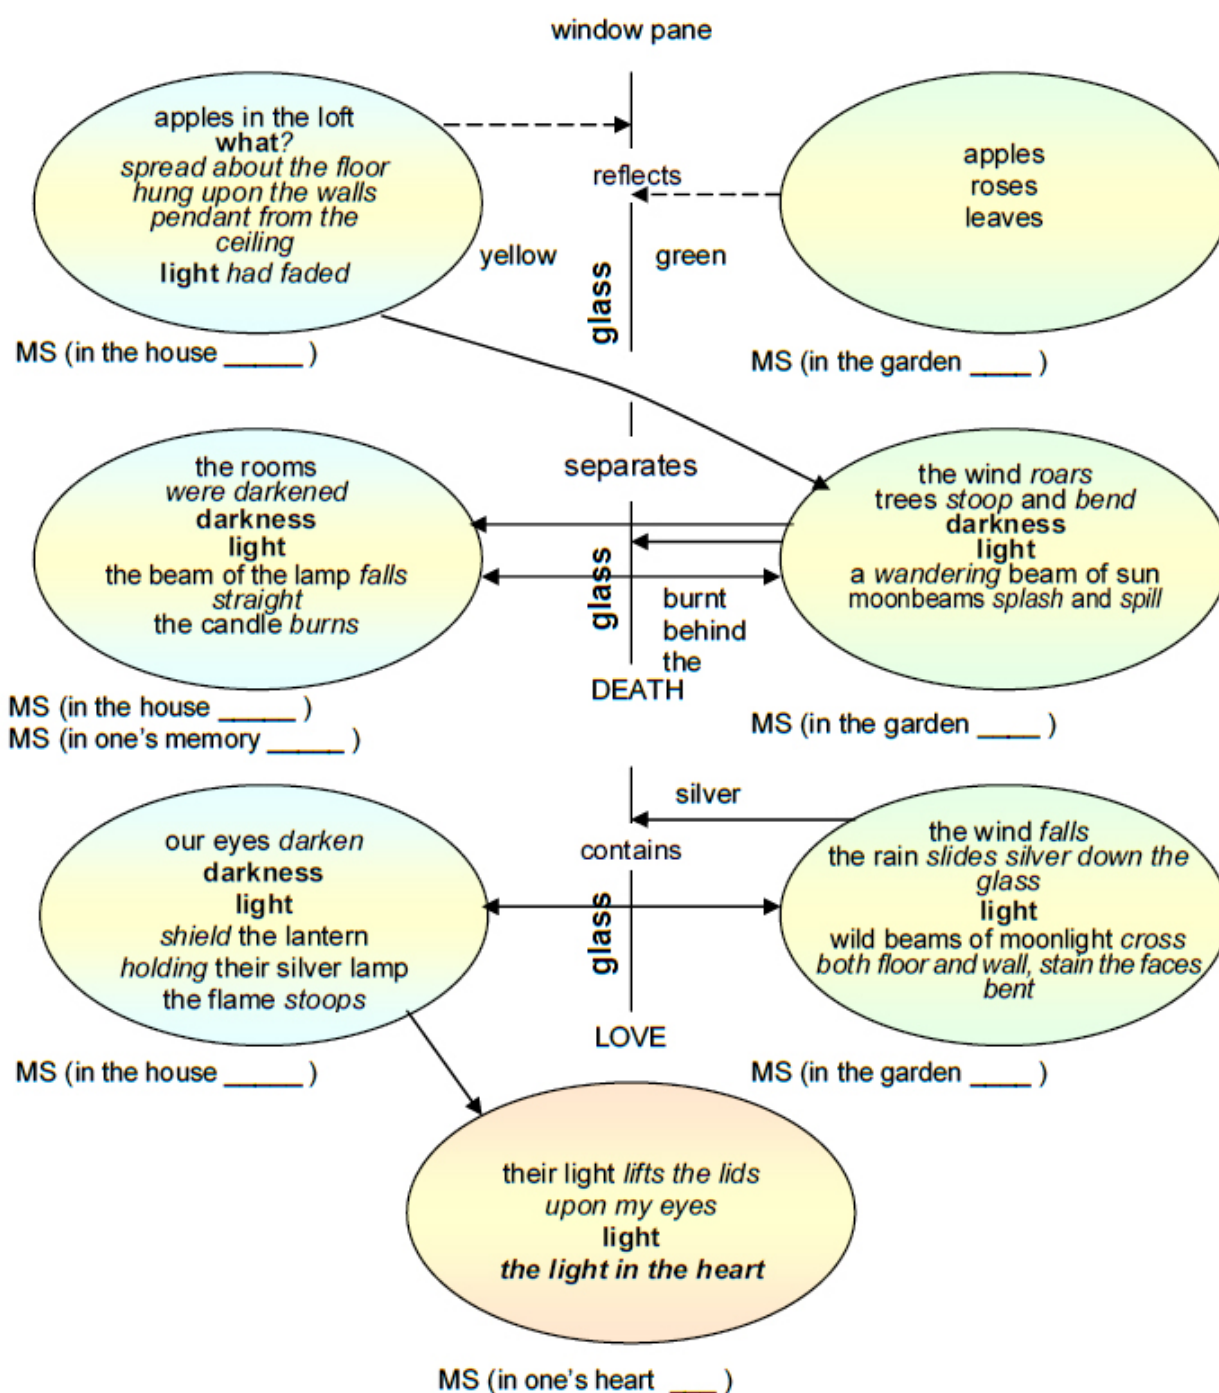 window pane
apples in the loft
what?
spread about the floor
hung upon the walls
pendant from the
ceiling
light had faded
reflects
yellow
green
glass
apples
roses
leaves
MS (in the house _____ )
MS (in the garden ____ )
the rooms
were darkened
darkness
light
the beam of the lamp falls
straight
the candle burns
separates
glass
burnt
behind
the
DEATH
the wind roars
trees stoop and bend
darkness
light
a wandering beam of sun
moonbeams splash and spill
MS (in the house _____ )
MS (in one's memory _____ )
MS (in the garden ____ )
our eyes darken
darkness
light
shield the lantern
holding their silver lamp
the flame stoops
silver
contains
glass
LOVE
the wind falls
the rain slides silver down the
glass
light
wild beams of moonlight cross
both floor and wall, stain the faces
bent
MS (in the house _____ )
MS (in the garden ____ )
their light lifts the lids
upon my eyes
light
the light in the heart
MS (in one's heart ___ )